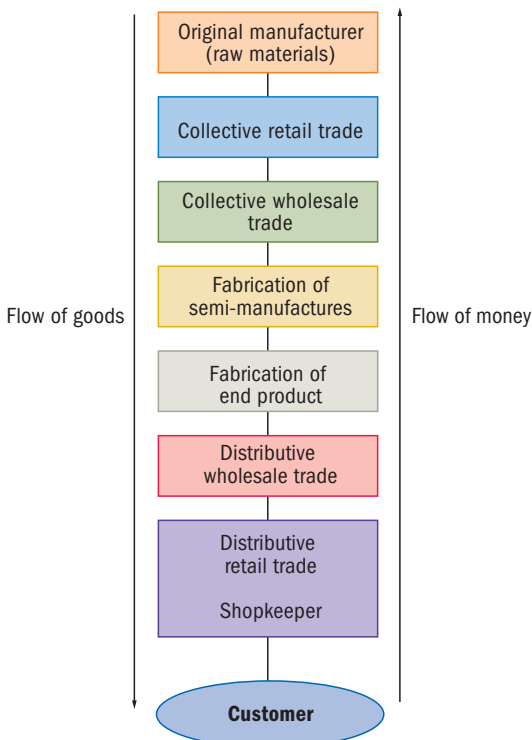 Original manufacturer
(raw materials)
Collective retail trade
Collective wholesale
trade
Fabrication of
semi-manufactures
Flow of goods
Flow of money
Fabrication of
end product
Distributive
wholesale trade
Distributive
retail trade
Shopkeeper
Customer